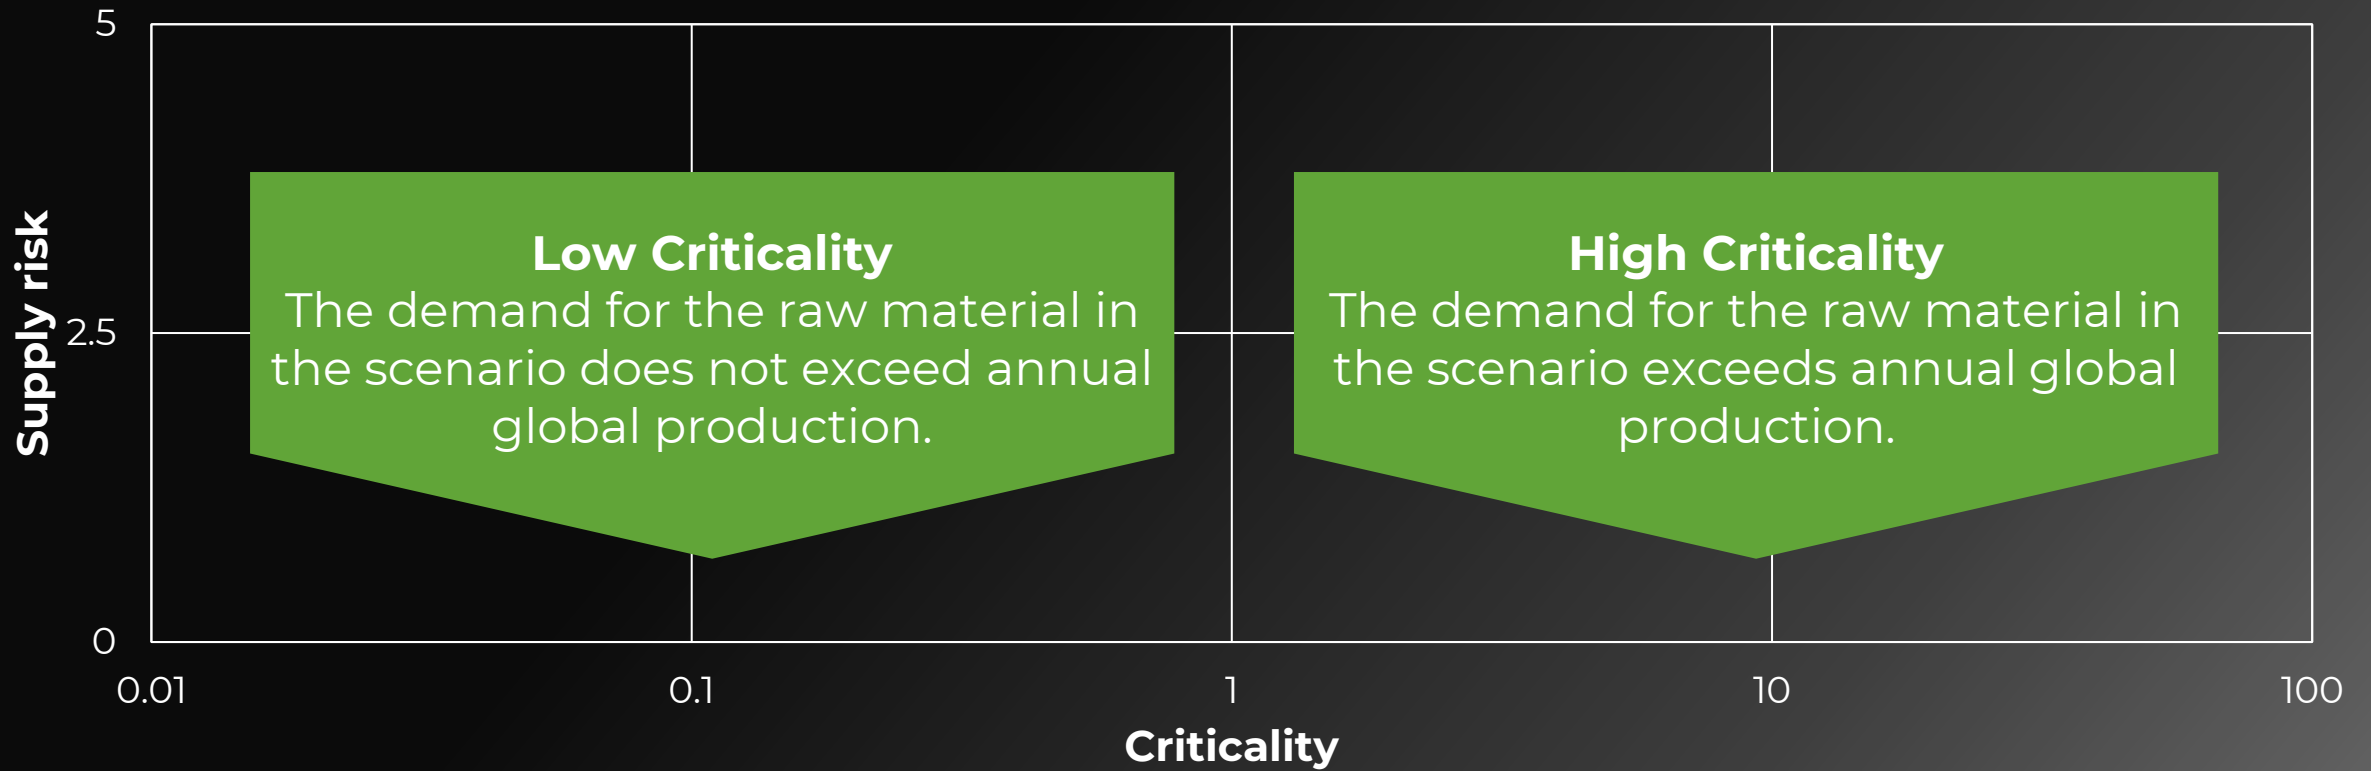 5
Supply risk
2.5
0
Low Criticality
The demand for the raw material in
the scenario does not exceed annual
global production.
High Criticality
The demand for the raw material in
the scenario exceeds annual global
production.
0.01
0.1
1
10
100
Criticality